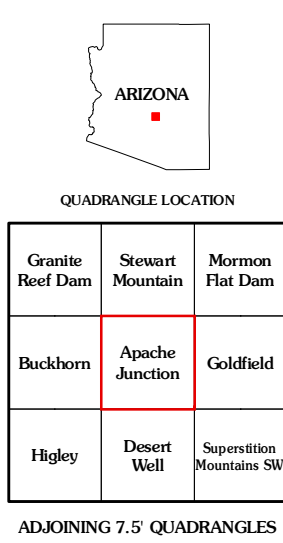 ARIZONA
QUADRANGLE LOCATION
Granite
Reef Dam
Stewart
Mountain
Mormon
Flat Dam
Buckhorn
Apache
Junction
Goldfield
Higley
Desert
Well
Superstition
Mountains SW
ADJOINING 7.5' QUADRANGLES